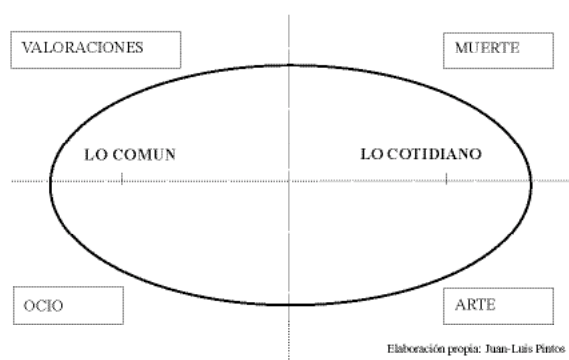 VALORACIONES
MUERTE
LO COMUN
LO COTIDIANO
OCIO
ARTE
Elaboración propia: Juan-Luis Pintos